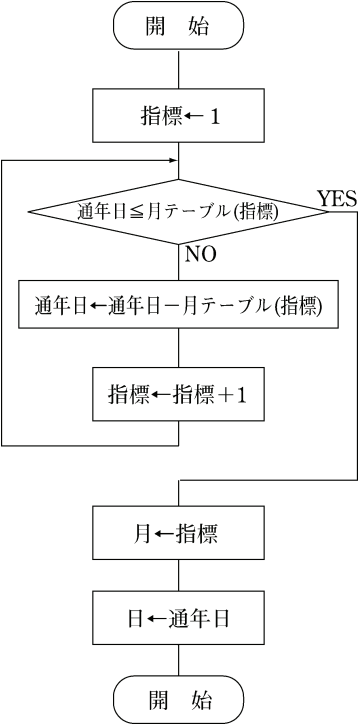 開 始
指標←1
通年日≦月テーブル(指標)
YES
NO
通年日←通年日－月テーブル(指標)
指標←指標＋1
月←指標
日←通年日
開 始